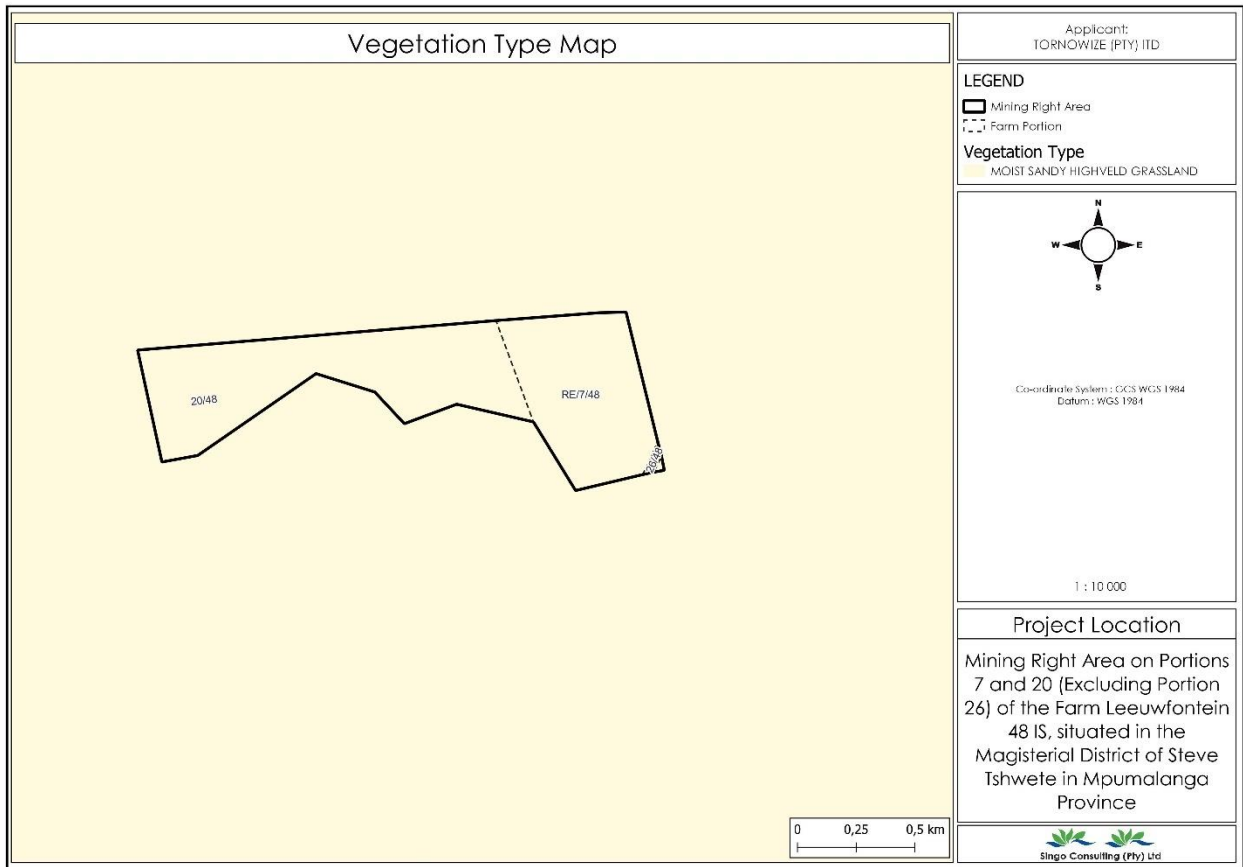 Vegetation Type Map
20/48
RE/7/48
26/48
0 0,25 0,5 km
Applicant:
TORNOWIZE (PTY) lTD
LEGEND
Mining Right Area
Farm Portion
Vegetation Type
MOIST SANDY HIGHVELD GRASSLAND
N
W E
S
Co-ordinate System : GCS WGS 1984
Datum : WGS 1984
1 : 10 000
Project Location
Mining Right Area on Portions
7 and 20 (Excluding Portion
26) of the Farm Leeuwfontein
48 IS, situated in the
Magisterial District of Steve
Tshwete in Mpumalanga
Province
Singo Consulting (Pty) Ltd